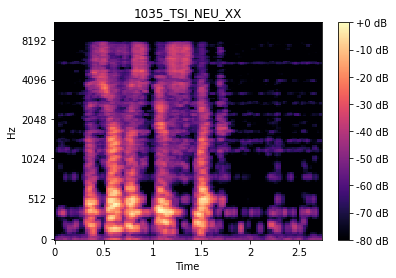 1035_TSI_NEU_XX
+0 dB
8192
-10 dB
4096
-20 dB
-30 dB
2048
Hz
-40 dB
1024
-50 dB
512
-60 dB
-70 dB
0
-80 dB
0 0.5 1 1.5 2 2.5
Time